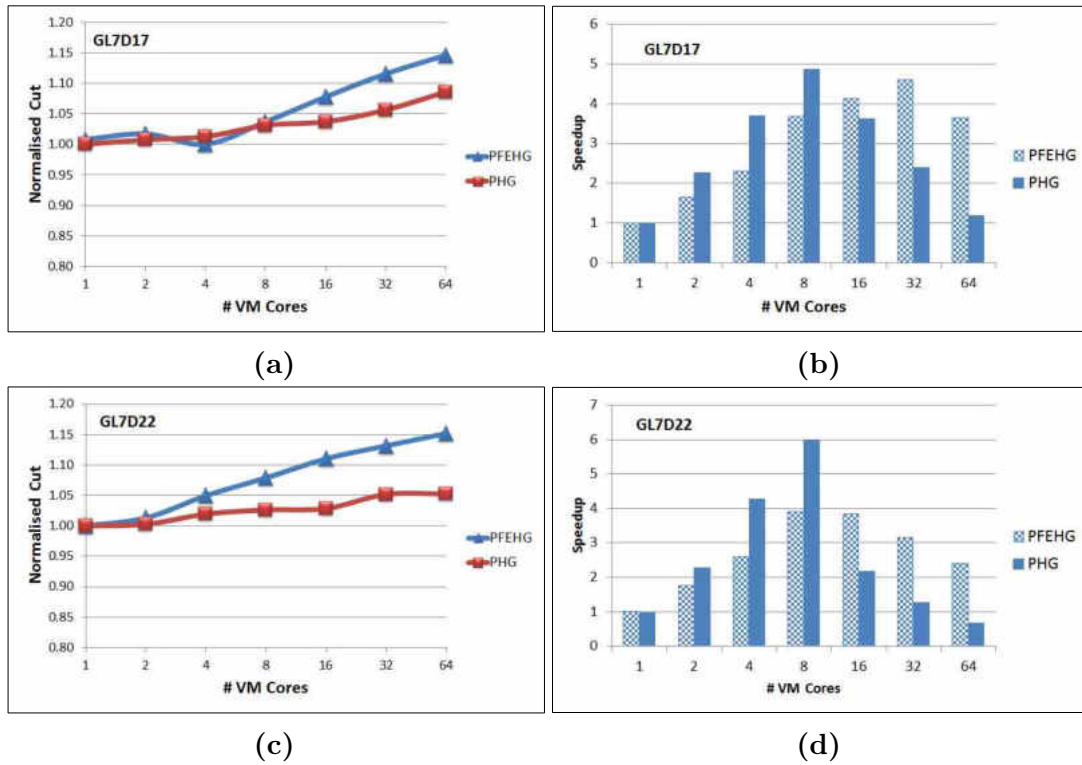 GL7D17
Normalised Cut
1.20
1.15
1.10
1.05
1.00
0.95
0.90
0.85
0.80
1 2 4 8 16 32 64
# VM Cores
PFEHG
PHG
(a)
GL7D17
Speedup
6
5
4
3
2
1
0
1 2 4 8 16 32 64
# VM Cores
PFEHG
PHG
(b)
GL7D22
Normalised Cut
1.20
1.15
1.10
1.05
1.00
0.95
0.90
0.85
0.80
1 2 4 8 16 32 64
# VM Cores
PFEHG
PHG
(c)
GL7D22
Speedup
7
6
5
4
3
2
1
0
1 2 4 8 16 32 64
# VM Cores
PFEHG
PHG
(d)